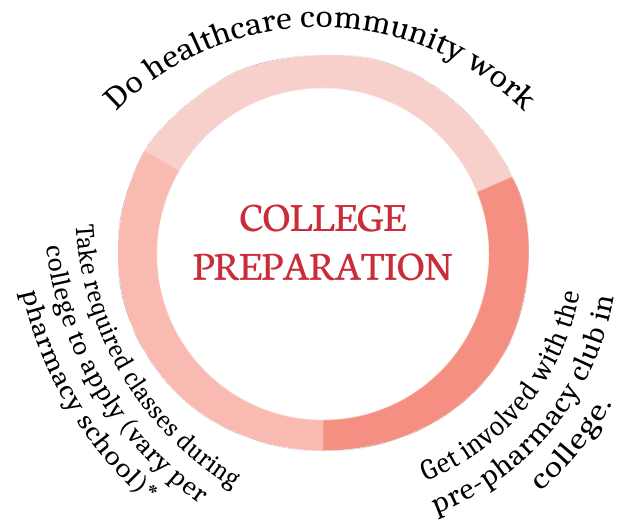 Do healthcare community work
COLLEGE
PREPARATION
Take required classes during
college to apply (vary per
pharmacy school)*
Get involved with the
pre-pharmacy club in
college.